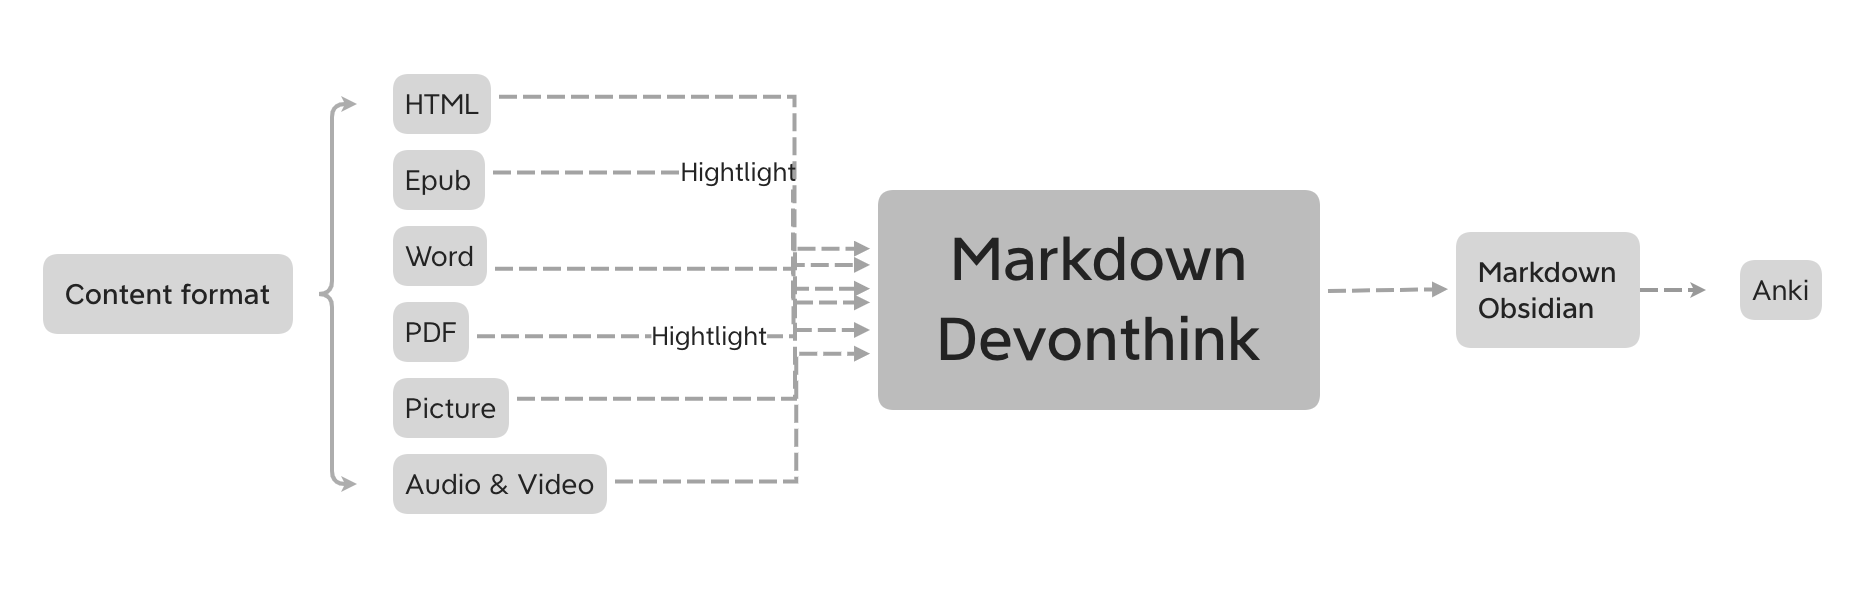 Content format
HTML
Epub
Hightlight
Word
PDF
Hightlight
Picture
Audio & Video
Markdown
Devonthink
Markdown
Obsidian
Anki